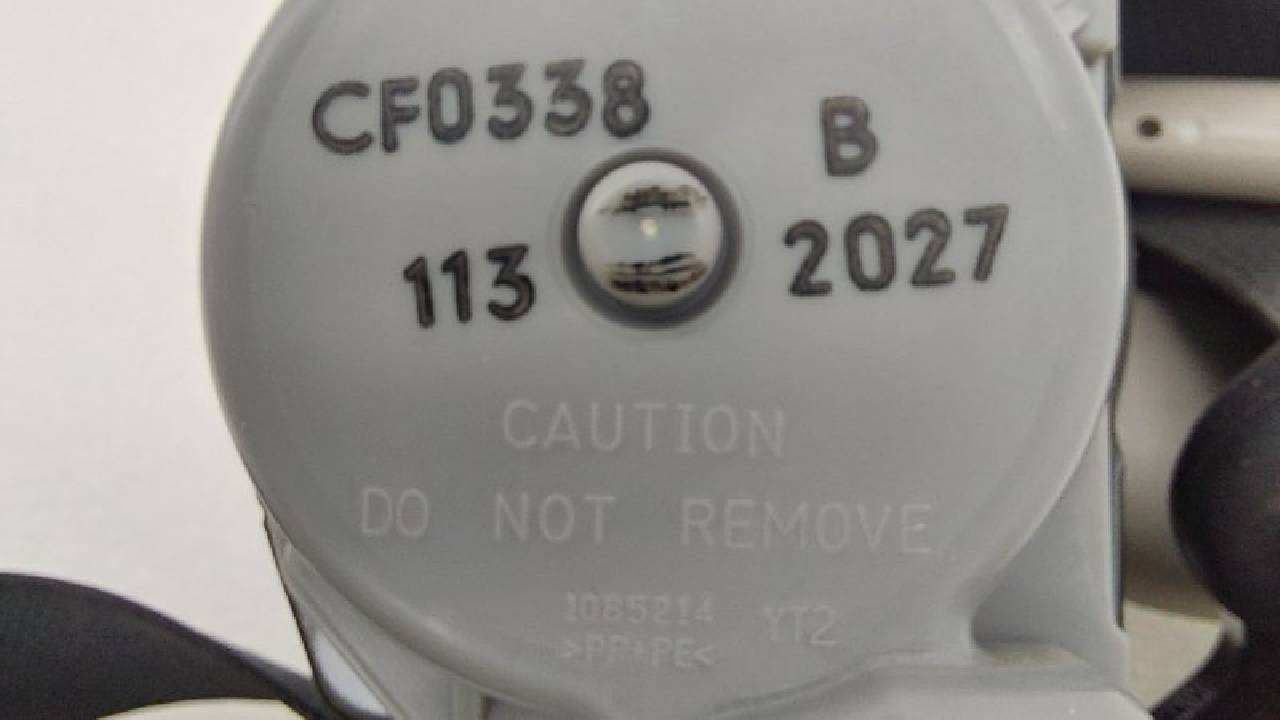 CF0338 B
113 2027
CAUTION
DO NOT REMOVE
1085214 YT2
>PP+PE<